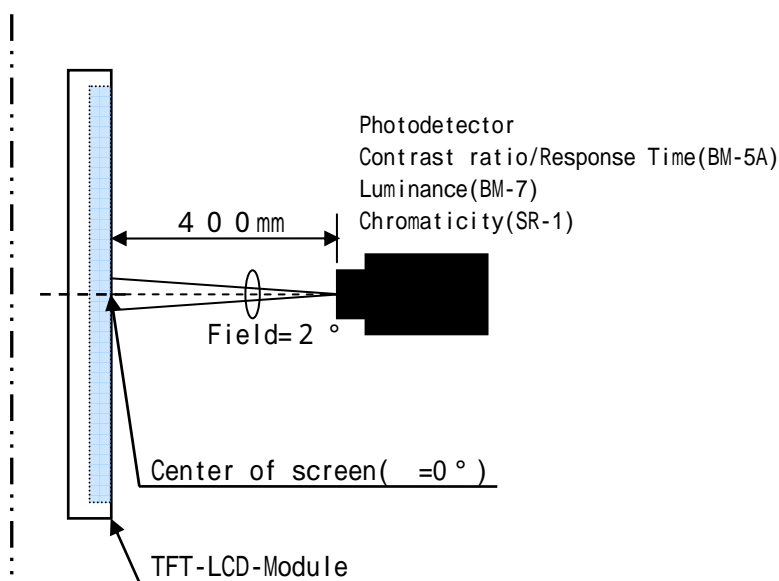 Photodetector
Contrast ratio/Response Time(BM-5A)
Luminance(BM-7)
Chromaticity(SR-1)
４００mm
Field=２°
Center of screen( =0°)
TFT-LCD-Module